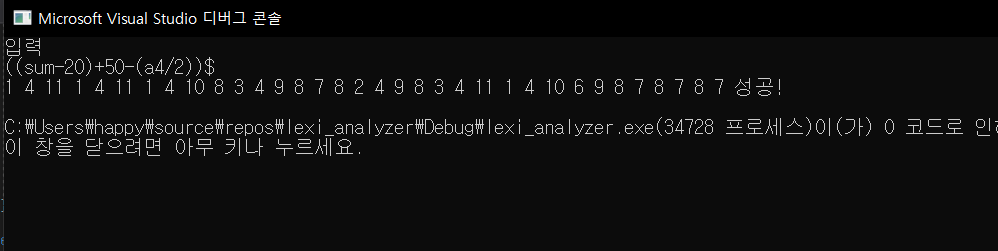 Microsoft Visual Studio 디버그 콘솔
입력
((sum-20)+50-(a4/2))$
1 4 11 1 4 11 1 4 10 8 3 4 9 8 7 8 2 4 9 8 3 4 11 1 4 10 6 9 8 7 8 7 8 7 성공!
C:\Users\happy\source\repos\lexi_analyzer\Debug\lexi_analyzer.exe(34728 프로세스)이(가) 0 코드로 인
이 창을 닫으려면 아무 키나 누르세요.